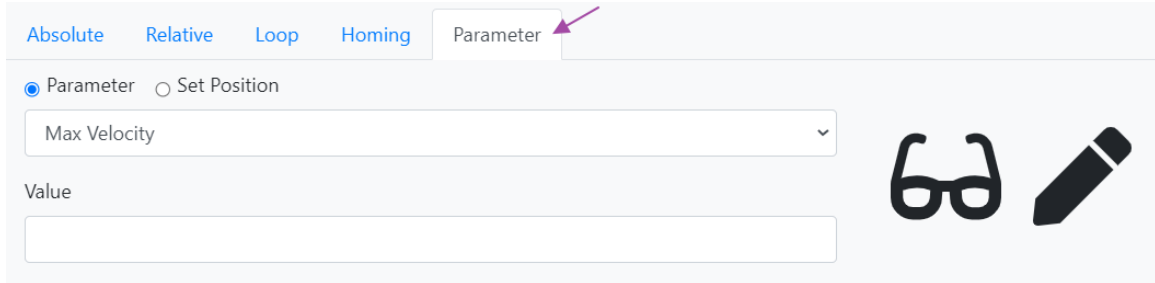 Absolute Relative Loop Homing Parameter
Parameter Set Position
Max Velocity
Value